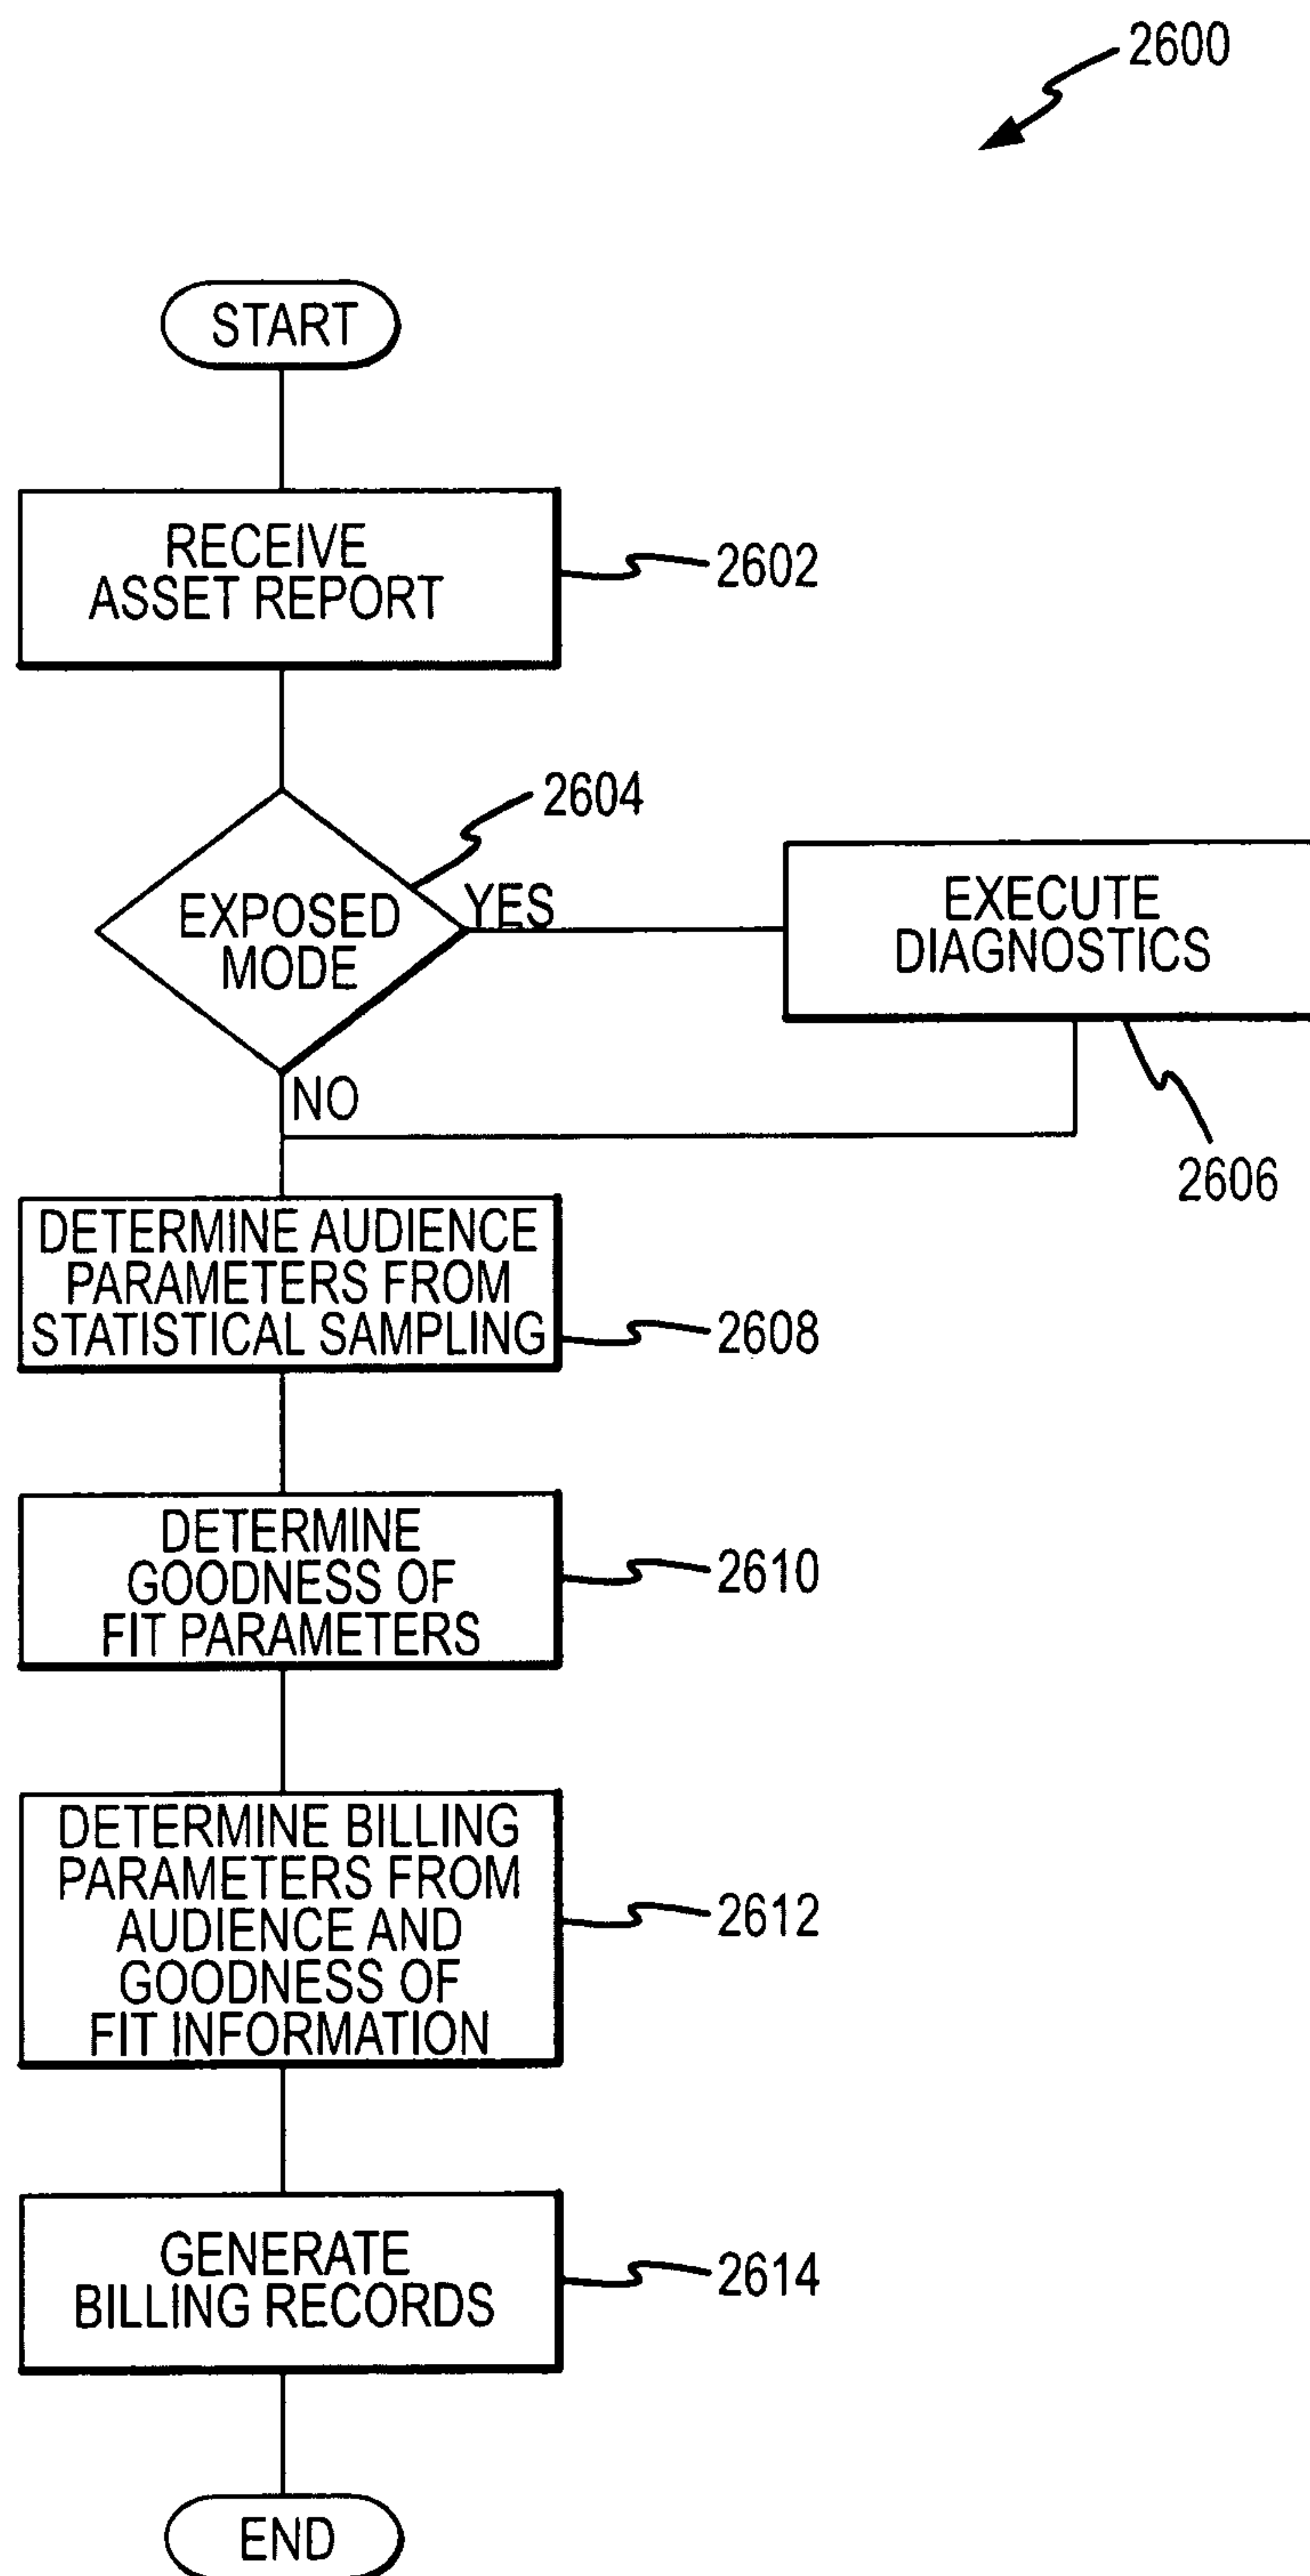 2600
START
RECEIVE
ASSET REPORT
2602
2604
EXPOSED
MODE
YES
EXECUTE
DIAGNOSTICS
NO
2606
DETERMINE AUDIENCE
PARAMETERS FROM
STATISTICAL SAMPLING
2608
DETERMINE
GOODNESS OF
FIT PARAMETERS
2610
DETERMINE BILLING
PARAMETERS FROM
AUDIENCE AND
GOODNESS OF
FIT INFORMATION
2612
GENERATE
BILLING RECORDS
2614
END